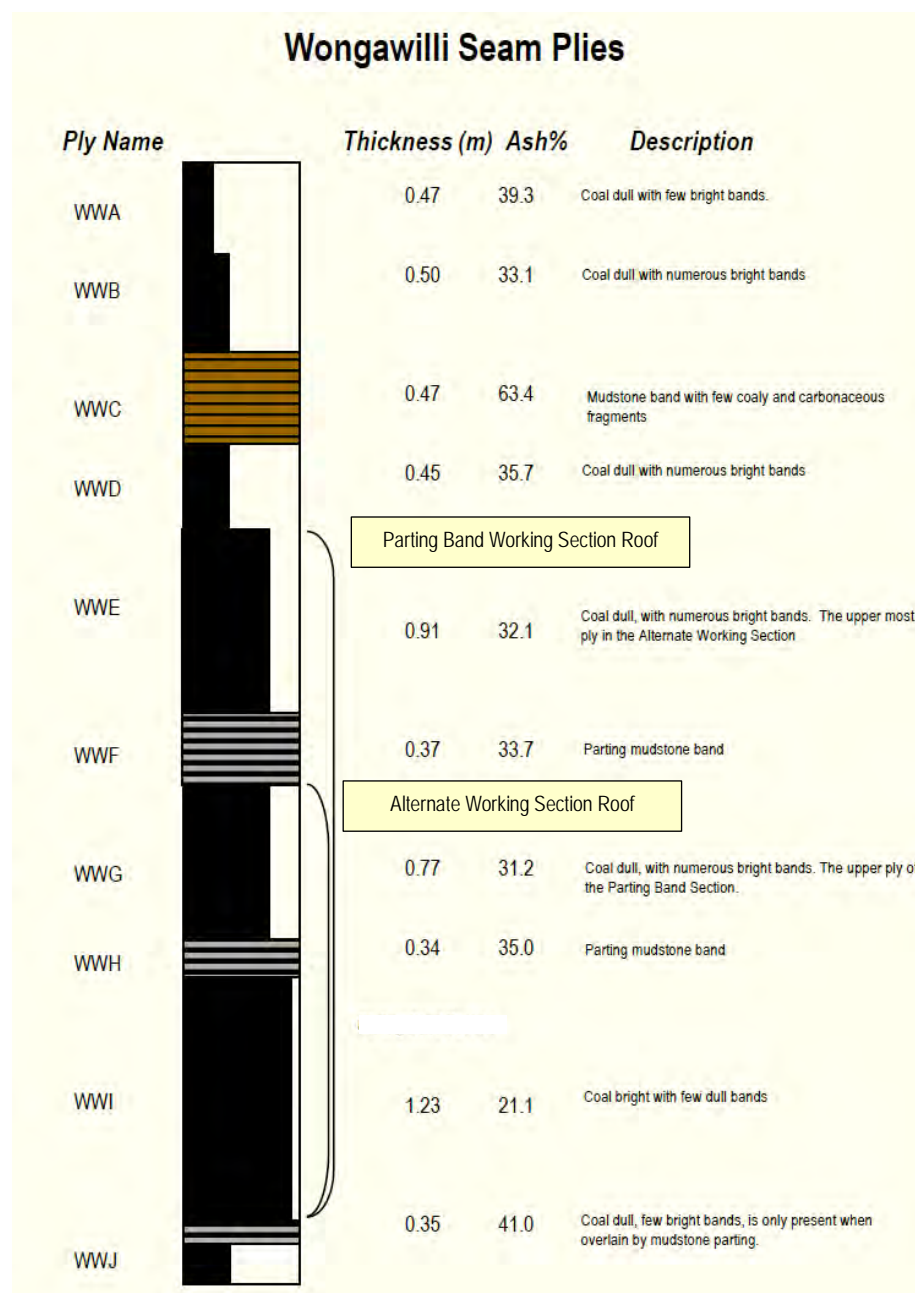 Wongawilli Seam Plies
Ply Name Thickness (m) Ash% Description
WWA 0.47 39.3 Coal dull with few bright bands.
WWB 0.50 33.1 Coal dull with numerous bright bands
WWC 0.47 63.4 Mudstone band with few coaly and carbonaceous
fragments
WWD 0.45 35.7 Coal dull with numerous bright bands
Parting Band Working Section Roof
WWE 0.91 32.1 Coal dull, with numerous bright bands. The upper most
ply in the Alternate Working Section
WWF 0.37 33.7 Parting mudstone band
Alternate Working Section Roof
WWG 0.77 31.2 Coal dull, with numerous bright bands. The upper ply o
the Parting Band Section.
WWH 0.34 35.0 Parting mudstone band
WWI 1.23 21.1 Coal bright with few dull bands
WWJ 0.35 41.0 Coal dull, few bright bands, is only present when
overlain by mudstone parting.